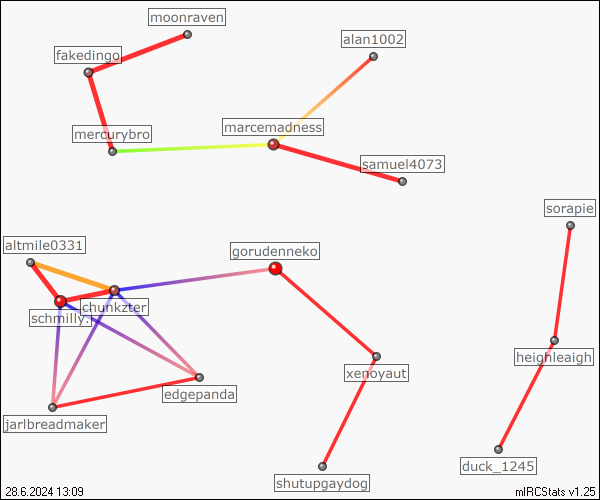 moonraven
alan1002
fakedingo
marcemadness
mercurybro
samuel4073
sorapie
altmile0331
gorudenneko
chunkzter
schmilly.
heighleaigh
xenoyaut
edgepanda
jarlbreadmaker
duck_1245
shutupgaydog
28.6.2024 13:09
mIRCStats v1.25